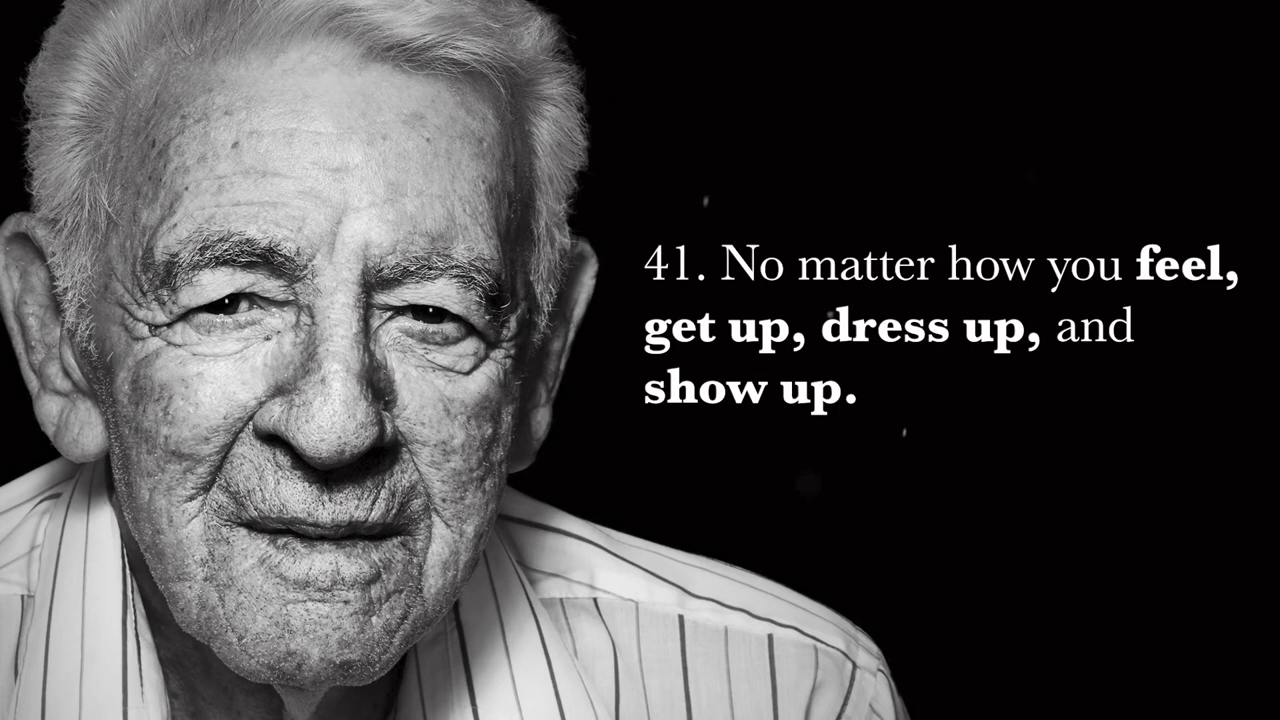 41. No matter how you feel,
get up, dress up, and
show up.